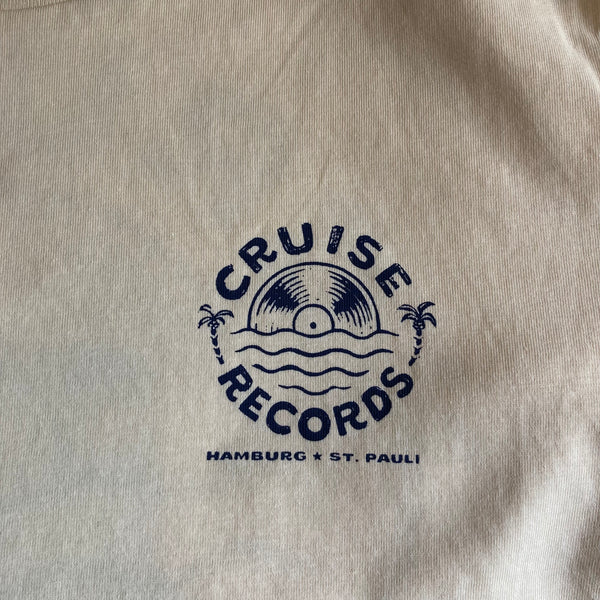 CRUISE
RECORDS
HAMBURG ★ ST. PAULI